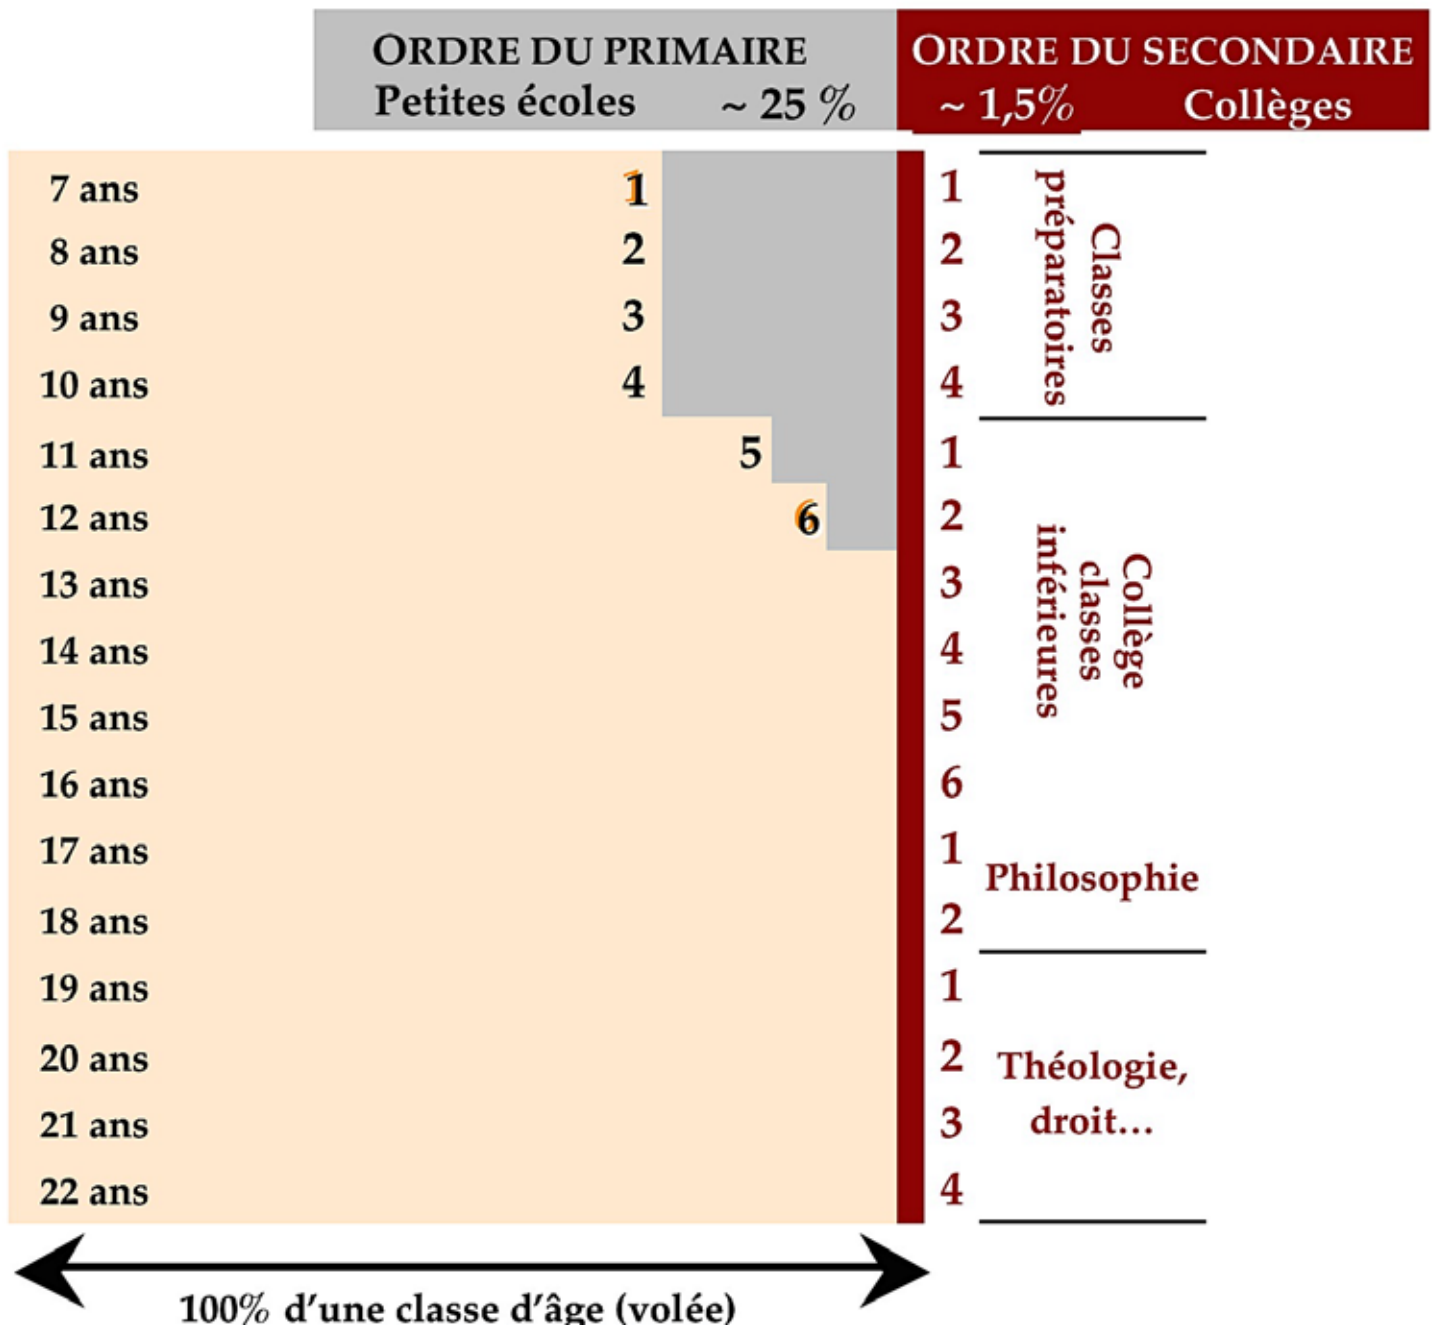 ORDRE DU PRIMAIRE
Petites écoles ~ 25 %
ORDRE DU SECONDAIRE
~ 1,5% Collèges
7 ans 1 1
8 ans 2 2
9 ans 3 3
10 ans 4 4
Classes
préparatoires
11 ans 5 1
12 ans 6 2
13 ans 3
14 ans 4
15 ans 5
16 ans 6
Collège
classes
inférieures
17 ans 1
18 ans 2
Philosophie
19 ans 1
20 ans 2
21 ans 3
22 ans 4
Théologie,
droit…
100% d'une classe d'âge (volée)